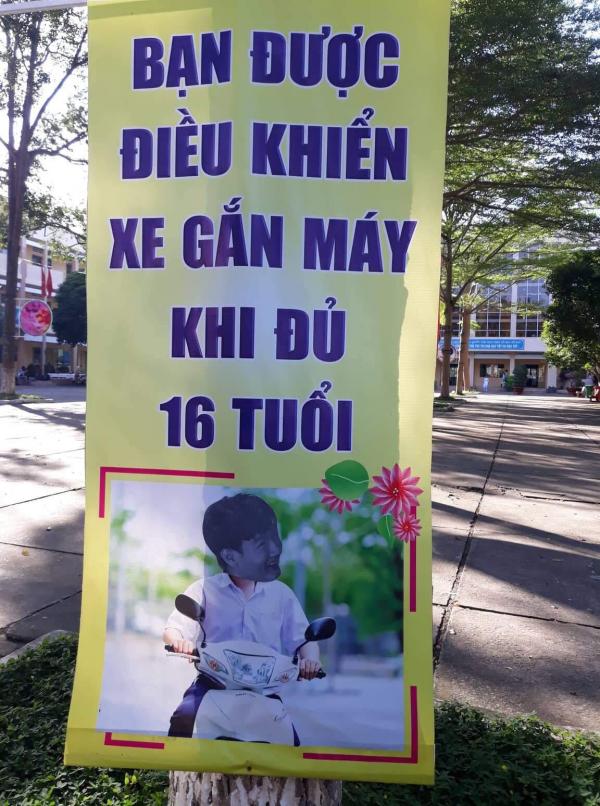 BẠN ĐƯỢC
ĐIỀU KHIỂN
XE GẮN MÁY
KHI ĐỦ
16 TUỔI